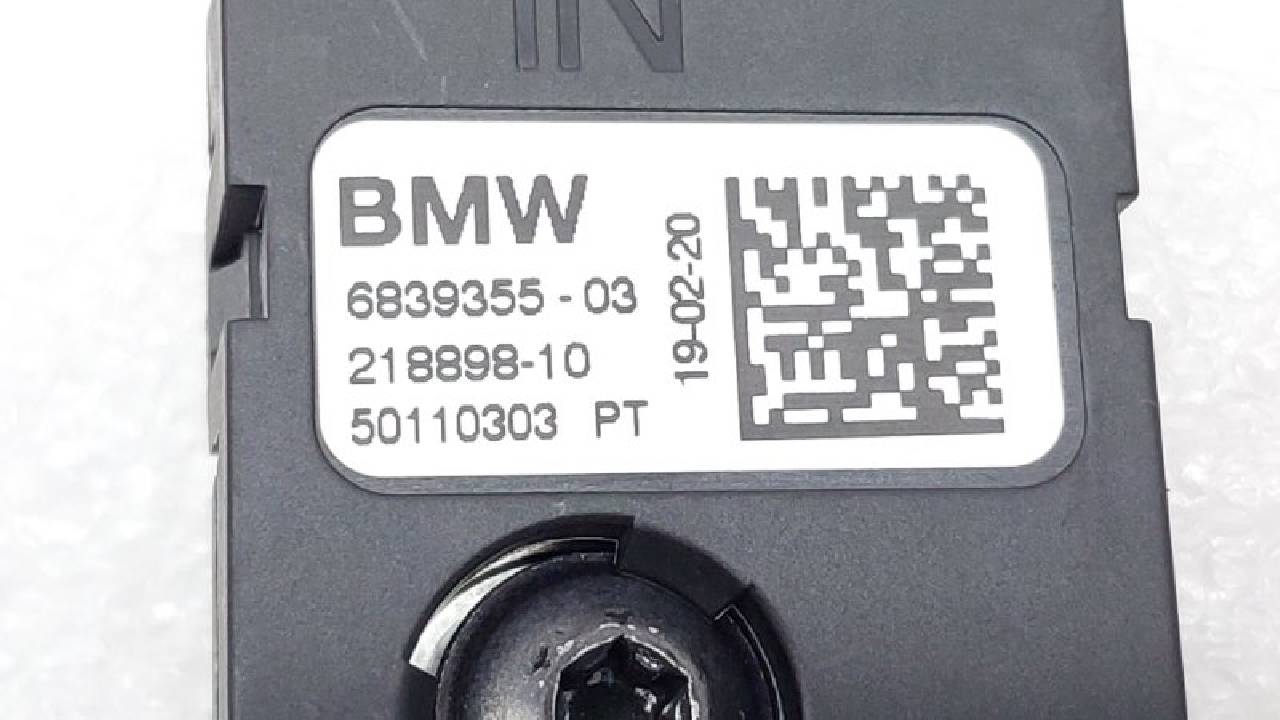 IN
BMW
6839355 - 03
218898-10
50110303 PT
19-02-20